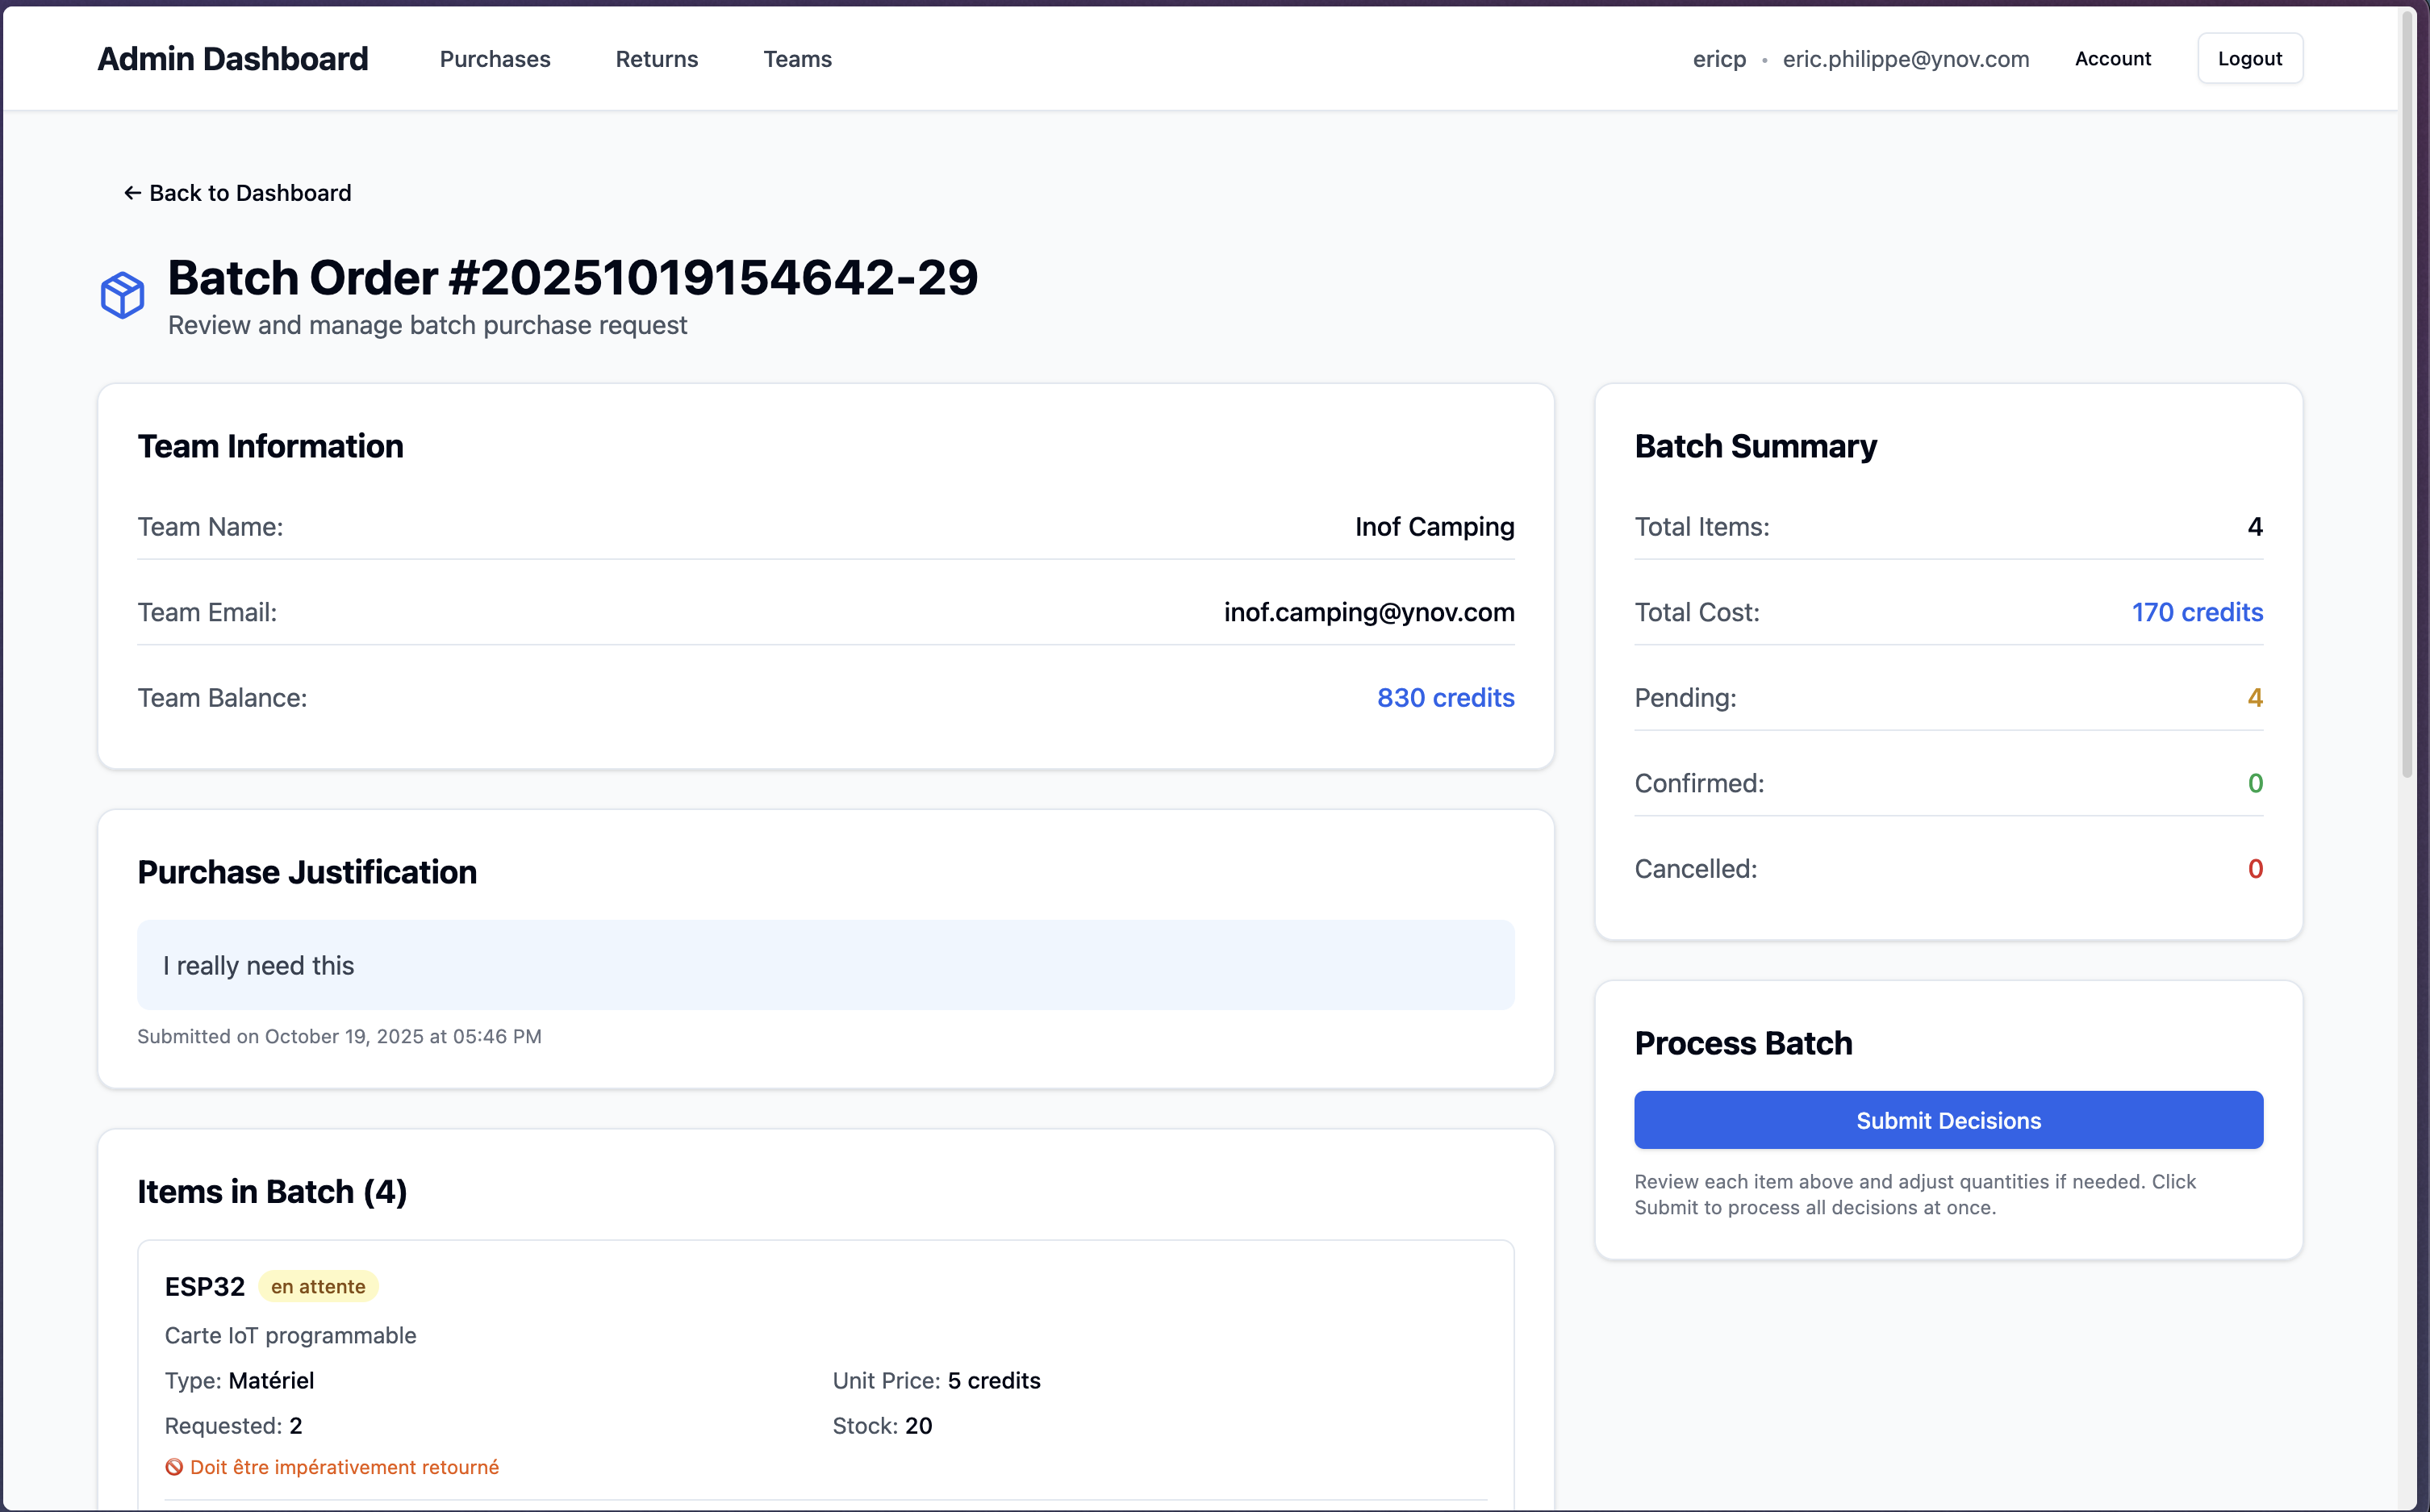 Admin Dashboard Purchases Returns Teams ericp • eric.philippe@ynov.com Account Logout
← Back to Dashboard
Batch Order #20251019154642-29
Review and manage batch purchase request
Team Information
Team Name: Inof Camping
Team Email: inof.camping@ynov.com
Team Balance: 830 credits
Purchase Justification
I really need this
Submitted on October 19, 2025 at 05:46 PM
Items in Batch (4)
ESP32 en attente
Carte IoT programmable
Type: Matériel Unit Price: 5 credits
Requested: 2 Stock: 20
🚫 Doit être impérativement retourné
Batch Summary
Total Items: 4
Total Cost: 170 credits
Pending: 4
Confirmed: 0
Cancelled: 0
Process Batch
Submit Decisions
Review each item above and adjust quantities if needed. Click
Submit to process all decisions at once.